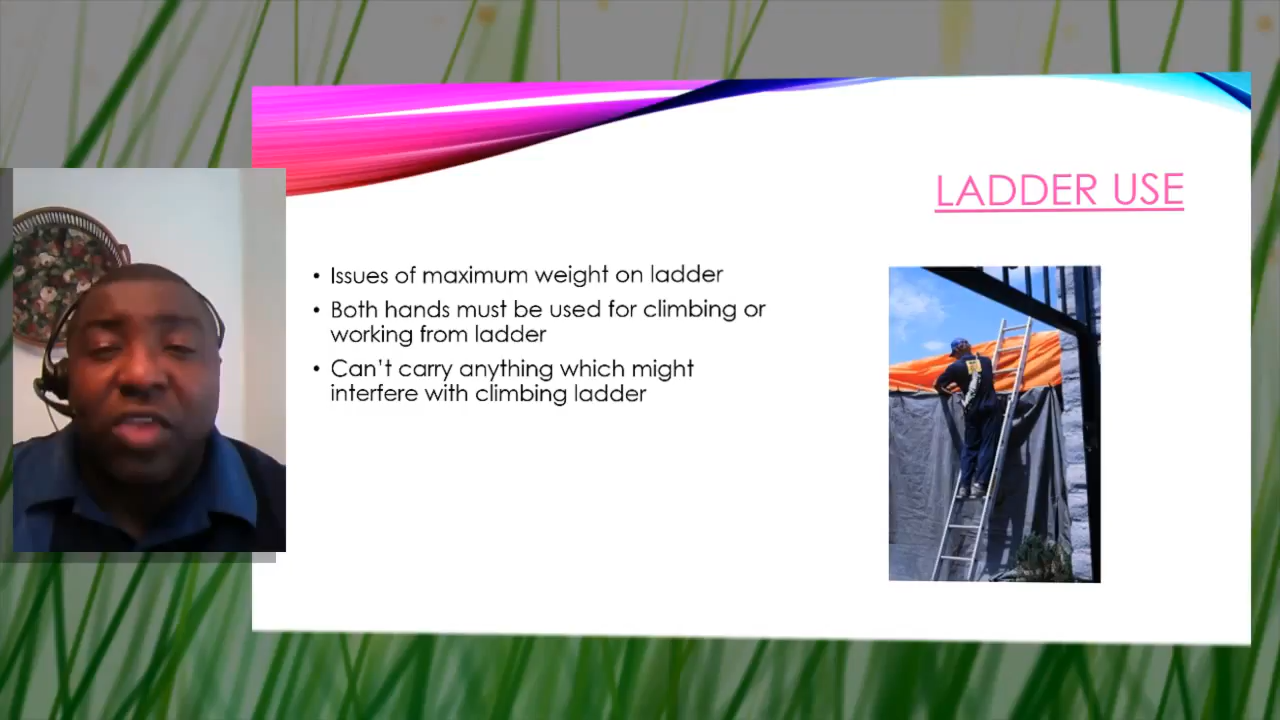 LADDER USE
• Issues of maximum weight on ladder
• Both hands must be used for climbing or
working from ladder
• Can't carry anything which might
interfere with climbing ladder